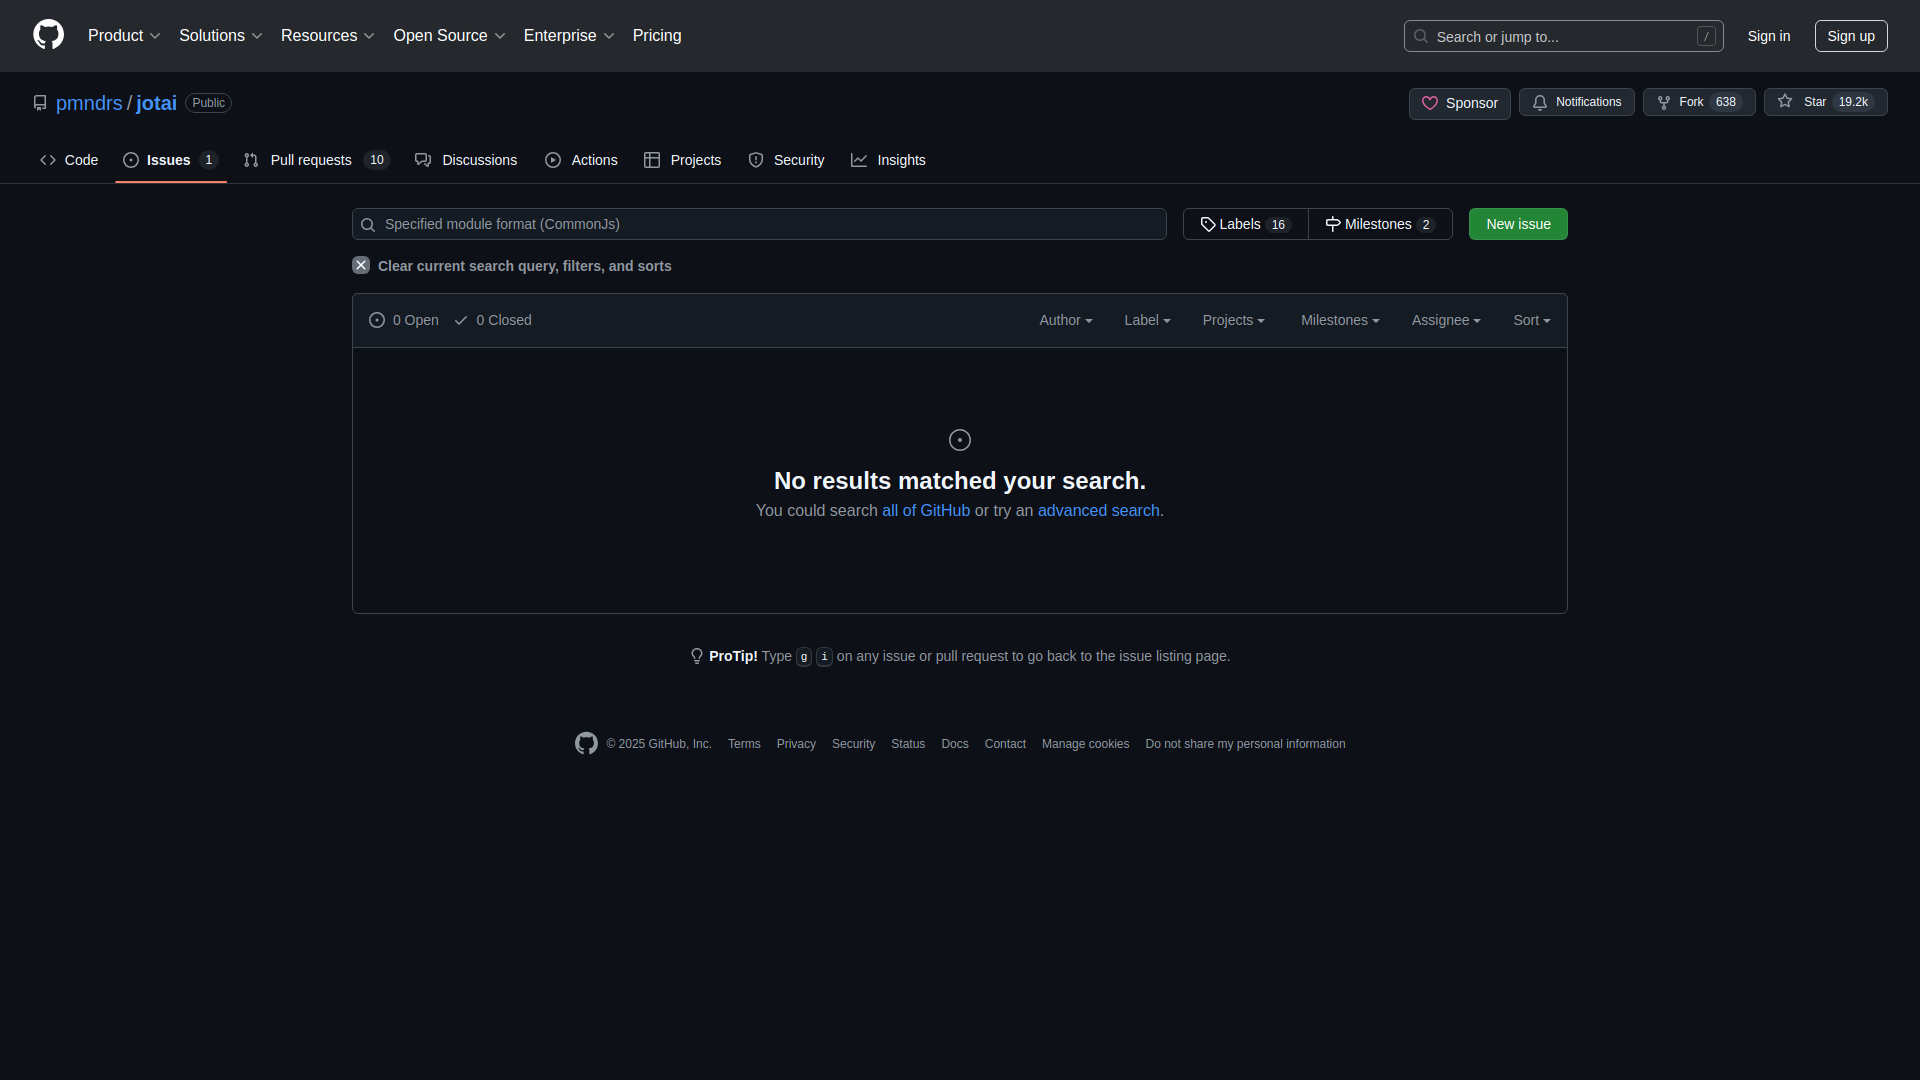 Product Solutions Resources Open Source Enterprise Pricing Search or jump to... / Sign in Sign up
pmndrs / jotai Public Sponsor Notifications Fork 638 Star 19.2k
Code Issues 1 Pull requests 10 Discussions Actions Projects Security Insights
Specified module format (CommonJs) Labels 16 Milestones 2 New issue
Clear current search query, filters, and sorts
0 Open 0 Closed Author Label Projects Milestones Assignee Sort
No results matched your search.
You could search all of GitHub or try an advanced search.
ProTip! Type g i on any issue or pull request to go back to the issue listing page.
© 2025 GitHub, Inc. Terms Privacy Security Status Docs Contact Manage cookies Do not share my personal information